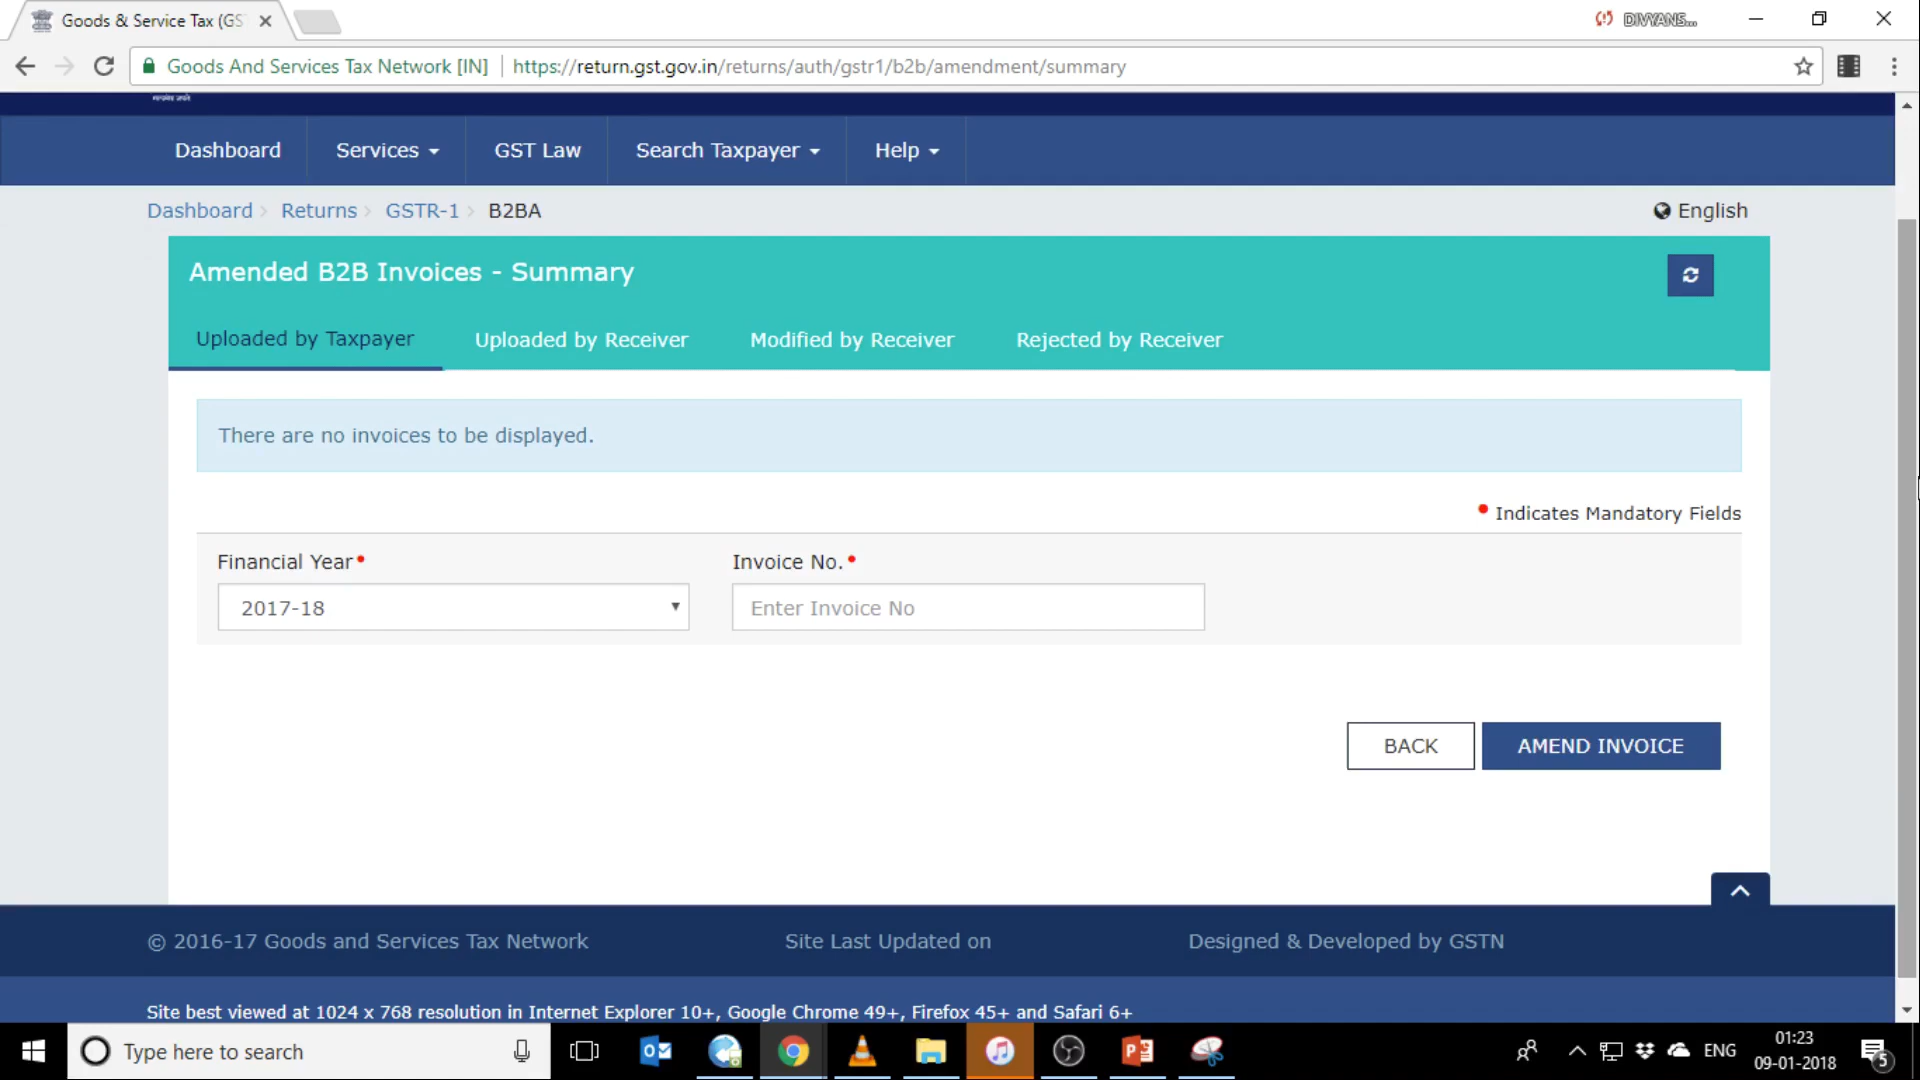 Goods & Service Tax (GS
DIVYANS...
Goods And Services Tax Network [IN] https://return.gst.gov.in/returns/auth/gstr1/b2b/amendment/summary
Dashboard Services GST Law Search Taxpayer Help
Dashboard > Returns > GSTR-1 > B2BA English
Amended B2B Invoices - Summary
Uploaded by Taxpayer Uploaded by Receiver Modified by Receiver Rejected by Receiver
There are no invoices to be displayed.
• Indicates Mandatory Fields
Financial Year• Invoice No.•
2017-18 Enter Invoice No
BACK AMEND INVOICE
© 2016-17 Goods and Services Tax Network Site Last Updated on Designed & Developed by GSTN
Site best viewed at 1024 x 768 resolution in Internet Explorer 10+, Google Chrome 49+, Firefox 45+ and Safari 6+
Type here to search ENG 01:23
09-01-2018 5